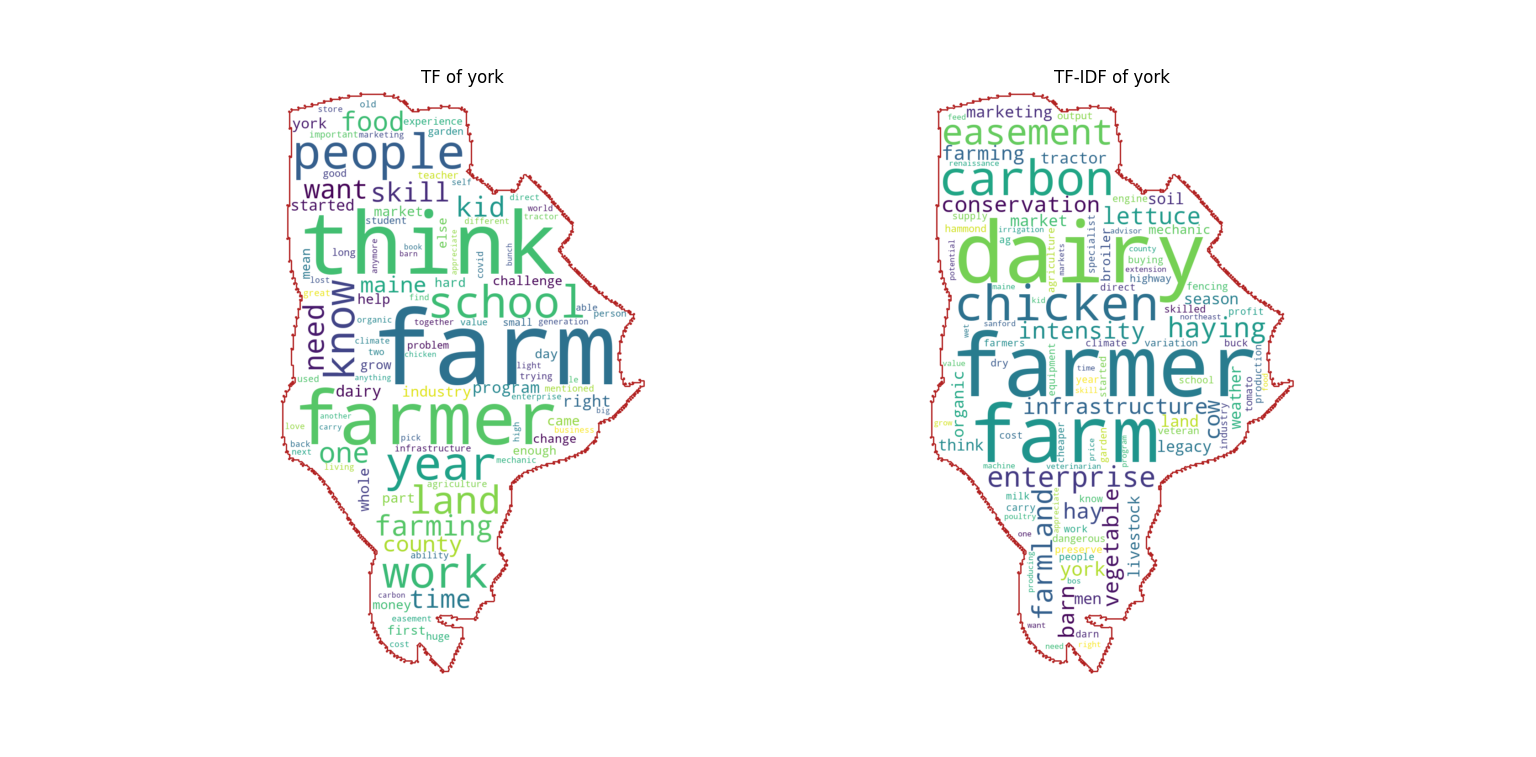 TF of york
store
old
york
food
experience
important
marketing
garden
people
good
teacher
want
skill
self
started
market
kid
direct
world
student
different
tractor
think
else
long
anymore
book
barn
appreciate
covid
bunch
mean
lost
maine
hard
challenge
great
know
help
find
school
able
person
need
organic
together
value
small
generation
farm
climate
problem
two
chicken
day
light
grow
trying
used
anything
le
dairy
industry
program
mentioned
enterprise
right
big
farmer
another
carry
love
came
business
high
back
next
pick
change
one
infrastructure
enough
living
year
mechanic
whole
agriculture
part
land
farming
county
ability
work
carbon
money
time
easement
first
huge
cost
TF-IDF of york
feed
marketing
output
easement
farming
tractor
renaissance
carbon
conservation
engine
soil
supply
market
lettuce
hammond
irrigation
specialist
advisor
mechanic
ag
dairy
potential
agriculture
markets
broiler
county
buying
extension
highway
maine
direct
fencing
chicken
kid
season
skilled
profit
northeast
wet
sanford
intensity
haying
farmers
climate
variation
buck
farmer
value
dry
equipment
time
year
skill
started
school
weather
tomato
production
organic
infrastructure
cow
industry
grow
farm
cost
cheaper
price
garden
program
land
veteran
think
legacy
machine
veterinarian
enterprise
milk
farmland
appreciate
know
vegetable
livestock
carry
poultry
hay
one
work
dangerous
producing
preserve
people
york
bos
barn
men
want
darn
need
right